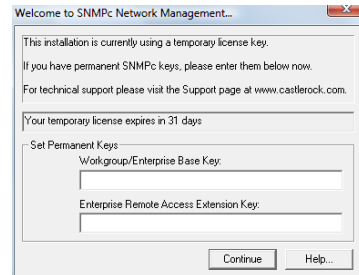 Welcome to SNMPc Network Management...
This installation is currently using a temporary license key.
If you have permanent SNMPc keys, please enter them below now.
For technical support please visit the Support page at www.castlerock.com.
Your temporary license expires in 31 days
Set Permanent Keys
Workgroup/Enterprise Base Key:
Enterprise Remote Access Extension Key:
Continue Help...